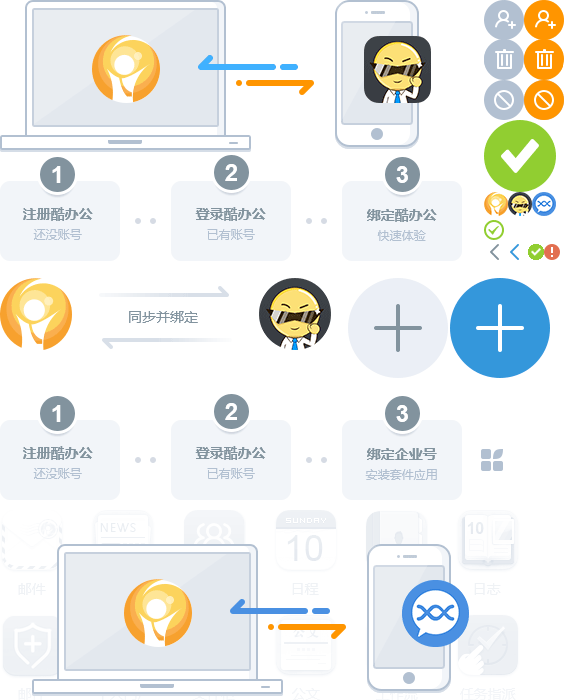 1
2
3
注册酷办公
登录酷办公
绑定酷办公
还没账号
已有账号
快速体验
同步并绑定
1
2
3
注册酷办公
登录酷办公
绑定企业号
还没账号
已有账号
安装套件应用
NEWS
SUNDAY
10
10
邮件
日程
日志
公文
公文